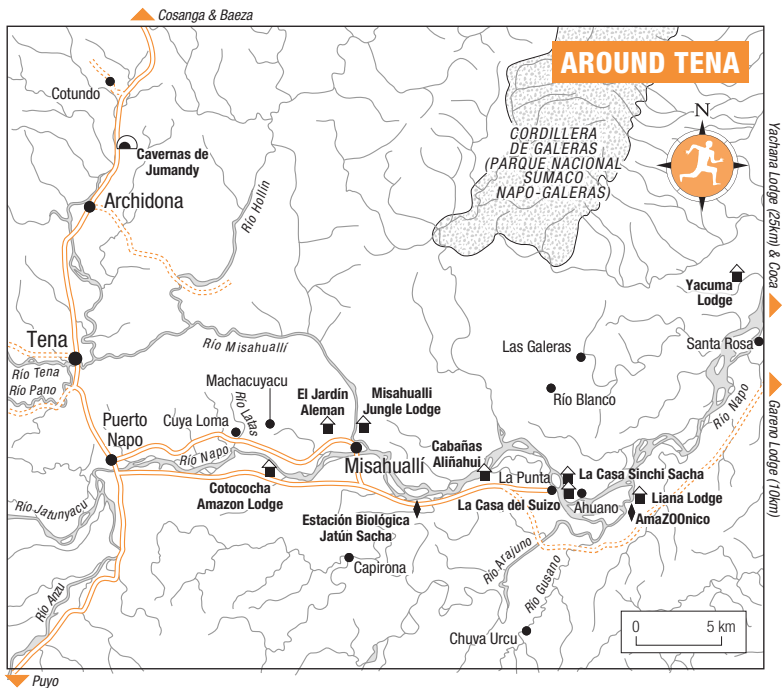 Cosanga & Baeza
AROUND TENA
Cotundo
N
CORDILLERA
DE GALERAS
(PARQUE NACIONAL
SUMACO
NAPO-GALERAS)
Cavernas de
Jumandy
Archidona
Río Hollín
Yachana Lodge (25km) & Coca
Yacuma
Lodge
Río Misahuallí
Tena
Las Galeras
Santa Rosa
Río Tena
Río Pano
Machacuyacu
El Jardín
Aleman
Misahualli
Jungle Lodge
Río Blanco
Río Napo
Gareno Lodge (10km)
Puerto
Napo
Cuya Loma
Río Latas
Río Napo
Misahuallí
Cabañas
Aliñahui
La Punta
La Casa Sinchi Sacha
Cotococha
Amazon Lodge
La Casa del Suizo
Ahuano
Liana Lodge
AmaZOOnico
Río Jatunyacu
Estación Biológica
Jatún Sacha
Capirona
Río Arajuno
Río Gusano
Río Anzu
Chuva Urcu
0 5 km
Puyo